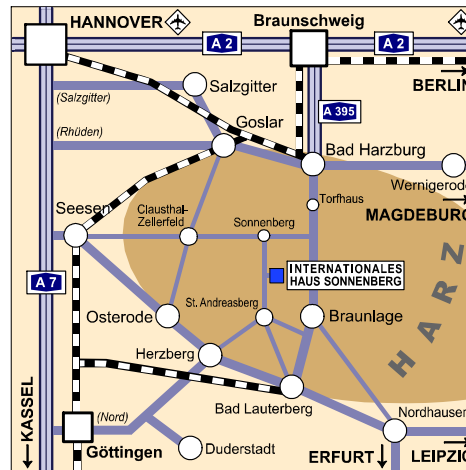 HANNOVER
Braunschweig
A 2
A 2
BERLIN
Salzgitter
(Salzgitter)
A 395
Goslar
(Rhüden)
Bad Harzburg
Wernigerode
Torfhaus
Seesen
Clausthal-
Zellerfeld
Sonnenberg
MAGDEBURG
INTERNATIONALES
HAUS SONNENBERG
A 7
HARZ
St. Andreasberg
Osterode
Braunlage
Herzberg
Bad Lauterberg
KASSEL
(Nord)
Nordhausen
Göttingen
Duderstadt
ERFURT
LEIPZIG